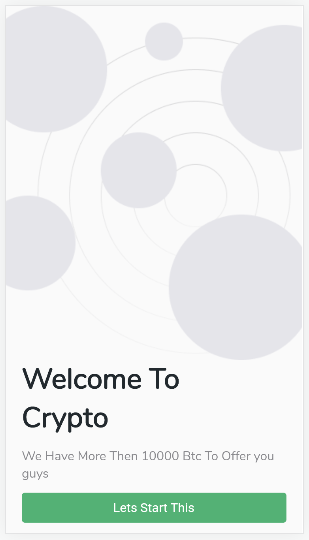 Welcome To
Crypto
We Have More Then 10000 Btc To Offer you
guys
Lets Start This